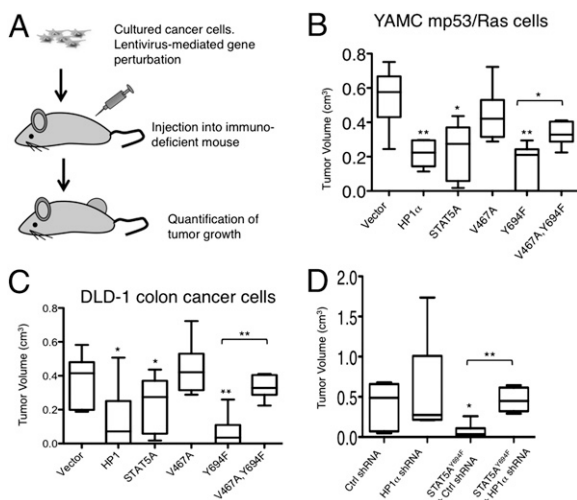 A
Cultured cancer cells.
Lentivirus-mediated gene
perturbation
Injection into immuno-
deficient mouse
Quantification of
tumor growth
B
YAMC mp53/Ras cells
Tumor Volume (cm³)
0.8
0.6
0.4
0.2
0.0
** * ** *
Vector
HP1α
STAT5A
V467A
Y694F
V467A,Y694F
C
DLD-1 colon cancer cells
Tumor Volume (cm³)
0.8
0.6
0.4
0.2
0.0
* * ** **
Vector
HP1
STAT5A
V467A
Y694F
V467A,Y694F
D
Tumor Volume (cm³)
2.0
1.5
1.0
0.5
0.0
* **
Ctrl shRNA
HP1α shRNA
STAT5A^Y694F
Ctrl shRNA
STAT5A^Y694F
HP1α shRNA